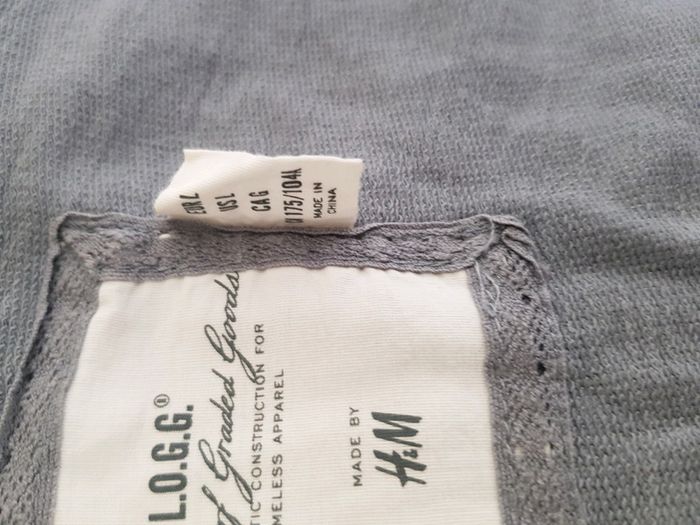 EUR L
US L
CA G
175/104A
MADE IN
CHINA
L.O.G.G.®
of Graded Goods
TIC CONSTRUCTION FOR
MELESS APPAREL
MADE BY
H&M